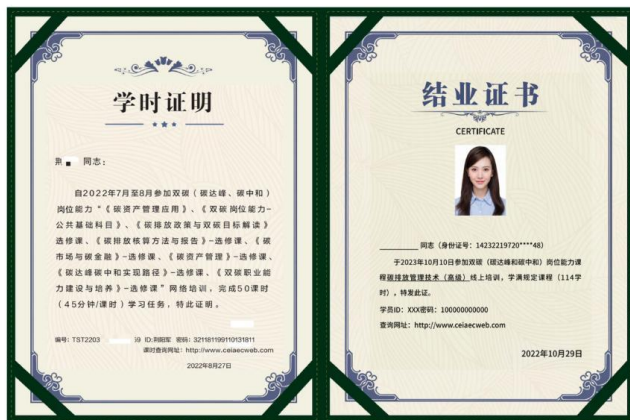 学时证明
荆 同志：
自2022年7月至8月参加双碳（碳达峰、碳中和）
岗位能力“《碳资产管理应用》、《双碳岗位能力-
公共基础科目》、《碳排放政策与双碳目标解读》
选修课、《碳排放核算方法与报告》-选修课、《碳
市场与碳金融》-选修课、《碳资产管理》-选修课、
《碳达峰碳中和实现路径》-选修课、《双碳职业能
力建设与培养》-选修课”网络培训，完成50课时
（45分钟/课时）学习任务，特此证明。
编号：TST2203 ID:荆阳军 密码：321181199110131811
课时查询网址：http://www.ceiaecweb.com
2022年8月27日
结业证书
CERTIFICATE
同志（身份证号：14232219720****48）
于2023年10月10日参加双碳（碳达峰和碳中和）岗位能力课
程碳排放管理技术（高级）线上培训，学满规定课程（114学
时），特发此证。
学员ID：XXX密码：100000000000
查询网址：http://www.ceiaecweb.com
2022年10月29日